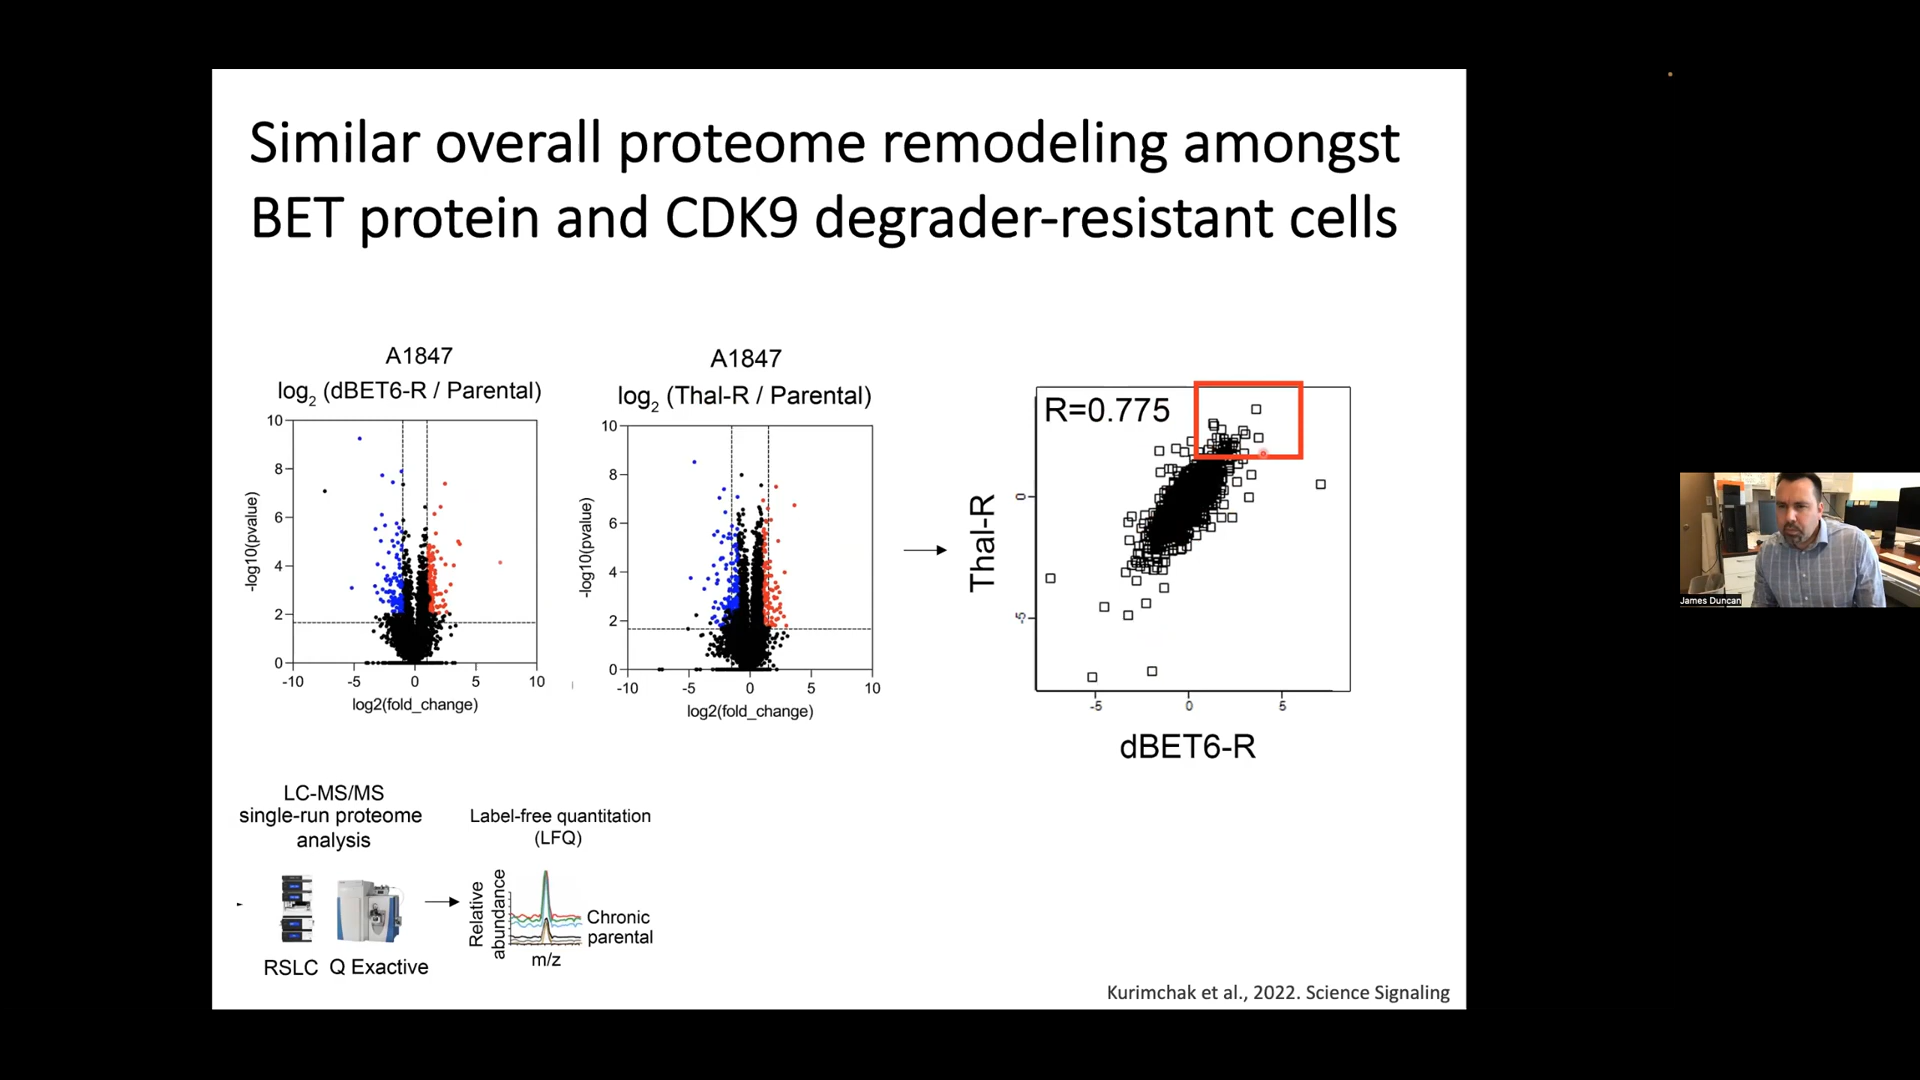 Similar overall proteome remodeling amongst
BET protein and CDK9 degrader-resistant cells
A1847
log2 (dBET6-R / Parental)
10
8
6
4
2
0
-log10(pvalue)
-10 -5 0 5 10
log2(fold_change)
A1847
log2 (Thal-R / Parental)
10
8
6
4
2
0
-log10(pvalue)
-10 -5 0 5 10
log2(fold_change)
R=0.775
Thal-R
0
-5
-5 0 5
dBET6-R
James Duncan
LC-MS/MS
single-run proteome
analysis
RSLC Q Exactive
Label-free quantitation
(LFQ)
Relative
abundance
Chronic
parental
m/z
Kurimchak et al., 2022. Science Signaling